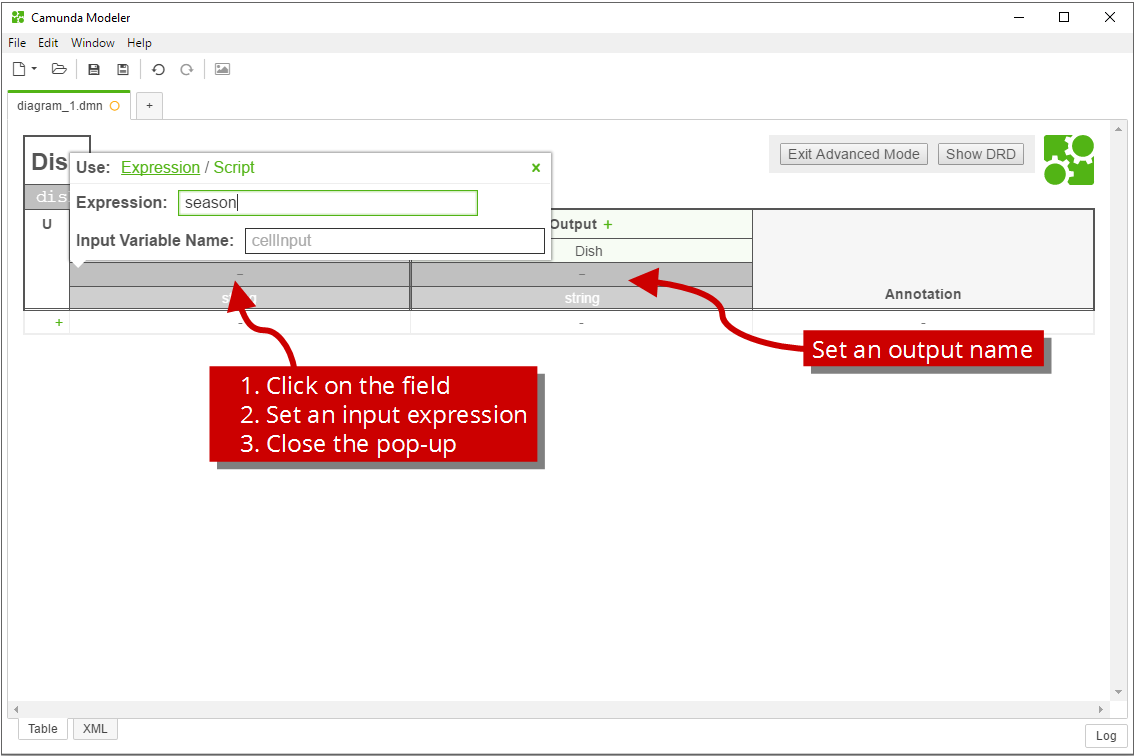 Camunda Modeler
File Edit Window Help
diagram_1.dmn +
Exit Advanced Mode Show DRD
Dis
dis
Use: Expression / Script x
Expression: season
Input Variable Name: cellInput
U
Output +
Dish
- -
string
Annotation
+ - - -
Set an output name
1. Click on the field
2. Set an input expression
3. Close the pop-up
Table XML
Log